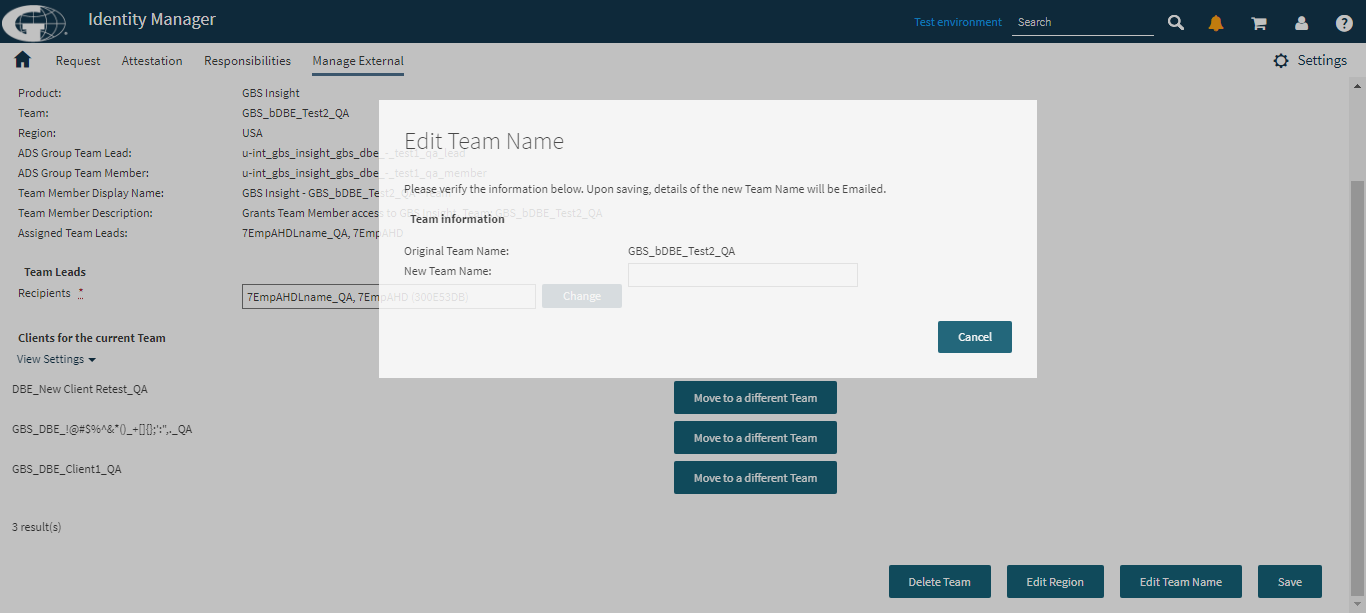 Identity Manager
Test environment
Search
Request Attestation Responsibilities Manage External
Settings
Product: GBS Insight
Team: GBS_bDBE_Test2_QA
Region: USA
ADS Group Team Lead: u-int_gbs_insight_gbs_dbe_-_test1_qa_lead
ADS Group Team Member: u-int_gbs_insight_gbs_dbe_-_test1_qa_member
Team Member Display Name: GBS Insight - GBS_bDBE_Test2_QA
Team Member Description: Grants Team Member access to GBS Insight, Team: GBS_bDBE_Test2_QA
Assigned Team Leads: 7EmpAHDLname_QA, 7EmpAHD
Team Leads
Recipients *
7EmpAHDLname_QA, 7EmpAHD (300E53DB)
Change
Clients for the current Team
View Settings
DBE_New Client Retest_QA Move to a different Team
GBS_DBE_!@#$%^&*()_+[]{};':",._QA Move to a different Team
GBS_DBE_Client1_QA Move to a different Team
3 result(s)
Delete Team Edit Region Edit Team Name Save
Edit Team Name
Please verify the information below. Upon saving, details of the new Team Name will be Emailed.
Team information
Original Team Name: GBS_bDBE_Test2_QA
New Team Name:
Cancel